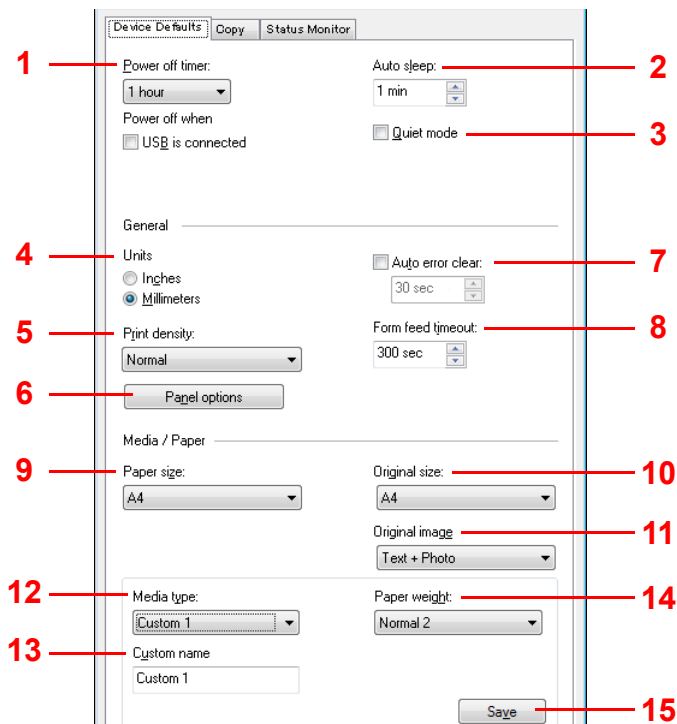 Device Defaults Copy Status Monitor
1 Power off timer: Auto sleep: 2
1 hour 1 min
Power off when
USB is connected Quiet mode 3
General
4 Units Auto error clear: 7
Inches 30 sec
Millimeters
5 Print density: Form feed timeout: 8
Normal 300 sec
6 Panel options
Media / Paper
9 Paper size: Original size: 10
A4 A4
Original image 11
Text + Photo
12 Media type: Paper weight: 14
Custom 1 Normal 2
13 Custom name
Custom 1
Save 15